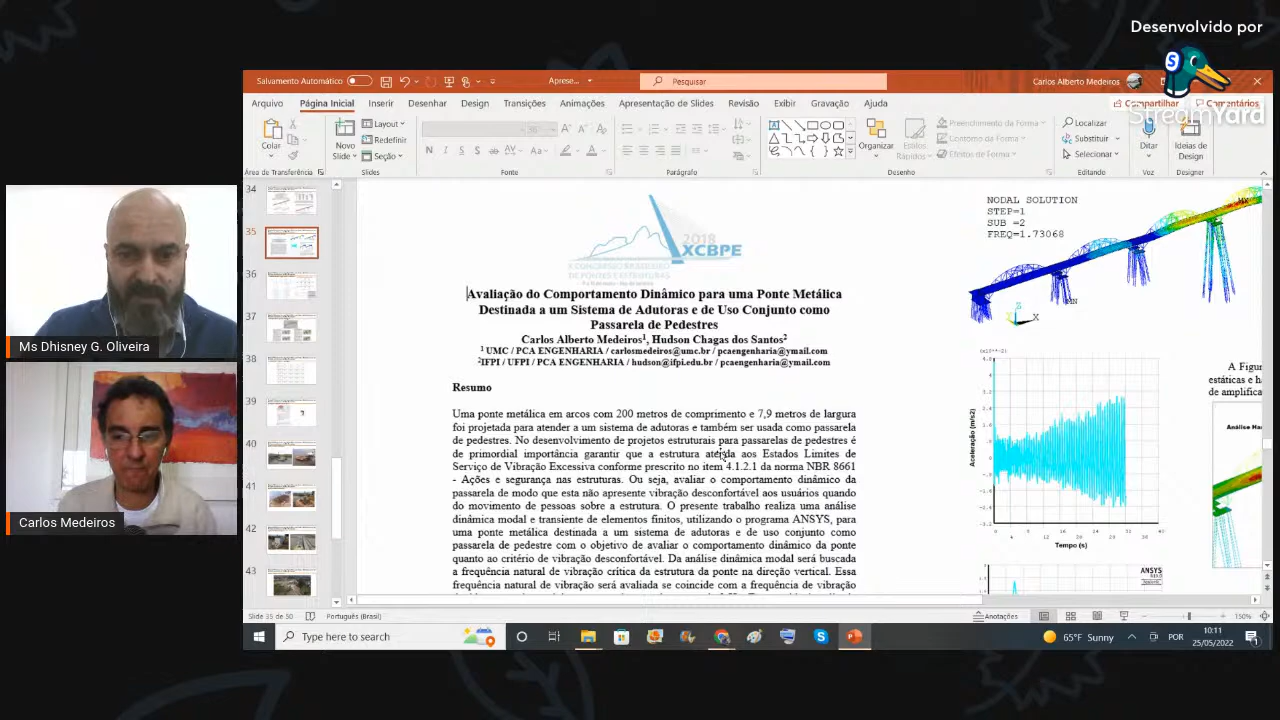 Desenvolvido por
StreamYard
Salvamento Automático
Aprese...
Pesquisar
Carlos Alberto Medeiros
Arquivo Página Inicial Inserir Desenhar Design Transições Animações Apresentação de Slides Revisão Exibir Gravação Ajuda
Compartilhar Comentários
Colar
Novo
Slide
Layout
Redefinir
Seção
Organizar
Estilos
Rápidos
Preenchimento da Forma
Contorno da Forma
Efeitos de Forma
Localizar
Substituir
Selecionar
Ditar
Ideias de
Design
Área de Transferência Slides Fonte Parágrafo Desenho Editando Voz Designer
34
35
36
37
38
39
40
41
42
43
2018
XCBPE
Avaliação do Comportamento Dinâmico para uma Ponte Metálica
Destinada a um Sistema de Adutoras e de Uso Conjunto como
Passarela de Pedestres
Carlos Alberto Medeiros¹, Hudson Chagas dos Santos²
¹ UMC / PCA ENGENHARIA / carlosmedeiros@umc.br / pcaengenharia@ymail.com
²IFPI / UFPI / PCA ENGENHARIA / hudson@ifpi.edu.br / pcaengenharia@ymail.com
Resumo
Uma ponte metálica em arcos com 200 metros de comprimento e 7,9 metros de largura
foi projetada para atender a um sistema de adutoras e também ser usada como passarela
de pedestres. No desenvolvimento de projetos estruturais para passarelas de pedestres é
de primordial importância garantir que a estrutura atenda aos Estados Limites de
Serviço de Vibração Excessiva conforme prescrito no item 4.1.2.1 da norma NBR 8661
- Ações e segurança nas estruturas. Ou seja, avaliar o comportamento dinâmico da
passarela de modo que esta não apresente vibração desconfortável aos usuários quando
do movimento de pessoas sobre a estrutura. O presente trabalho realiza uma análise
dinâmica modal e transiente de elementos finitos, utilizando o programa ANSYS, para
uma ponte metálica destinada a um sistema de adutoras e de uso conjunto como
passarela de pedestre com o objetivo de avaliar o comportamento dinâmico da ponte
quanto ao critério de vibração desconfortável. Da análise dinâmica modal será buscada
a frequência natural de vibração crítica da estrutura da ponte na direção vertical. Essa
frequência natural de vibração será avaliada se coincide com a frequência de vibração
NODAL SOLUTION
STEP=1
SUB =2
FREQ=1.73068
MN
Z
X
Aceleração (m/s2)
Tempo (s)
ANSYS
A Figur
estáticas e ha
de amplifica
Análise Har
Ms Dhisney G. Oliveira
Carlos Medeiros
Slide 35 de 50 Português (Brasil)
Anotações
150%
Type here to search
65°F Sunny
POR
10:11
25/05/2022